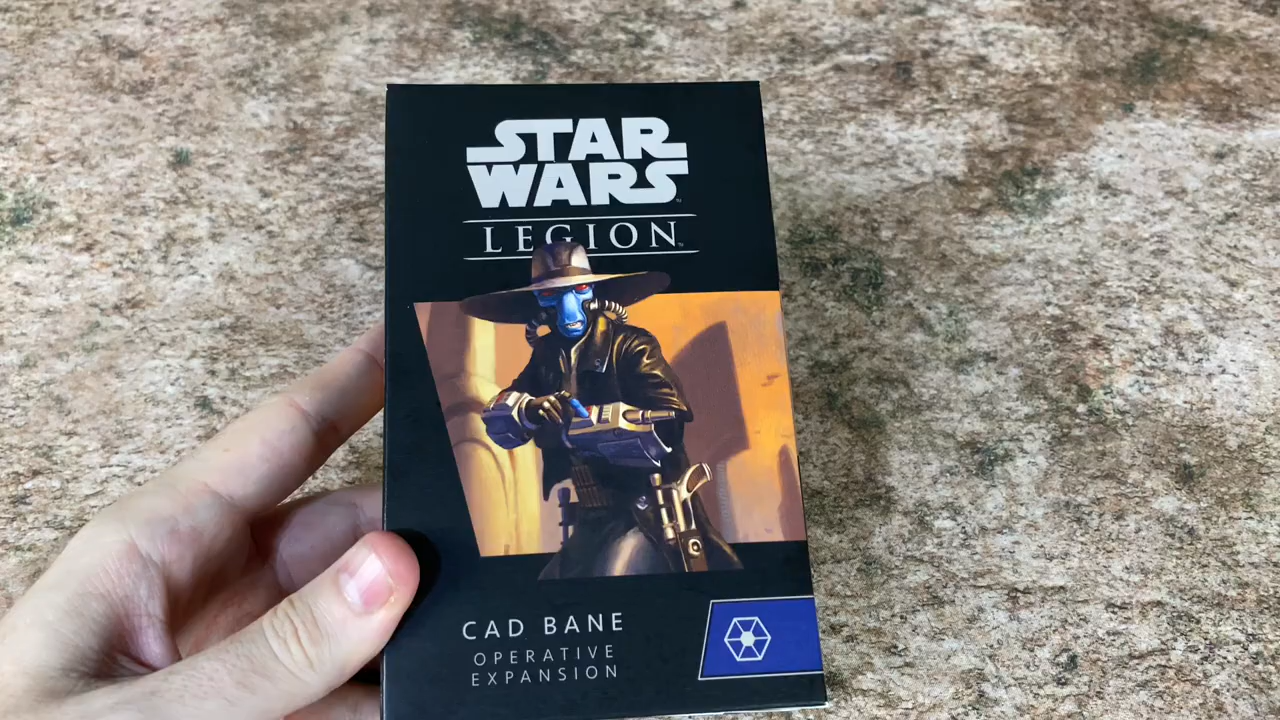 STAR
WARS
LEGION
CAD BANE
OPERATIVE
EXPANSION